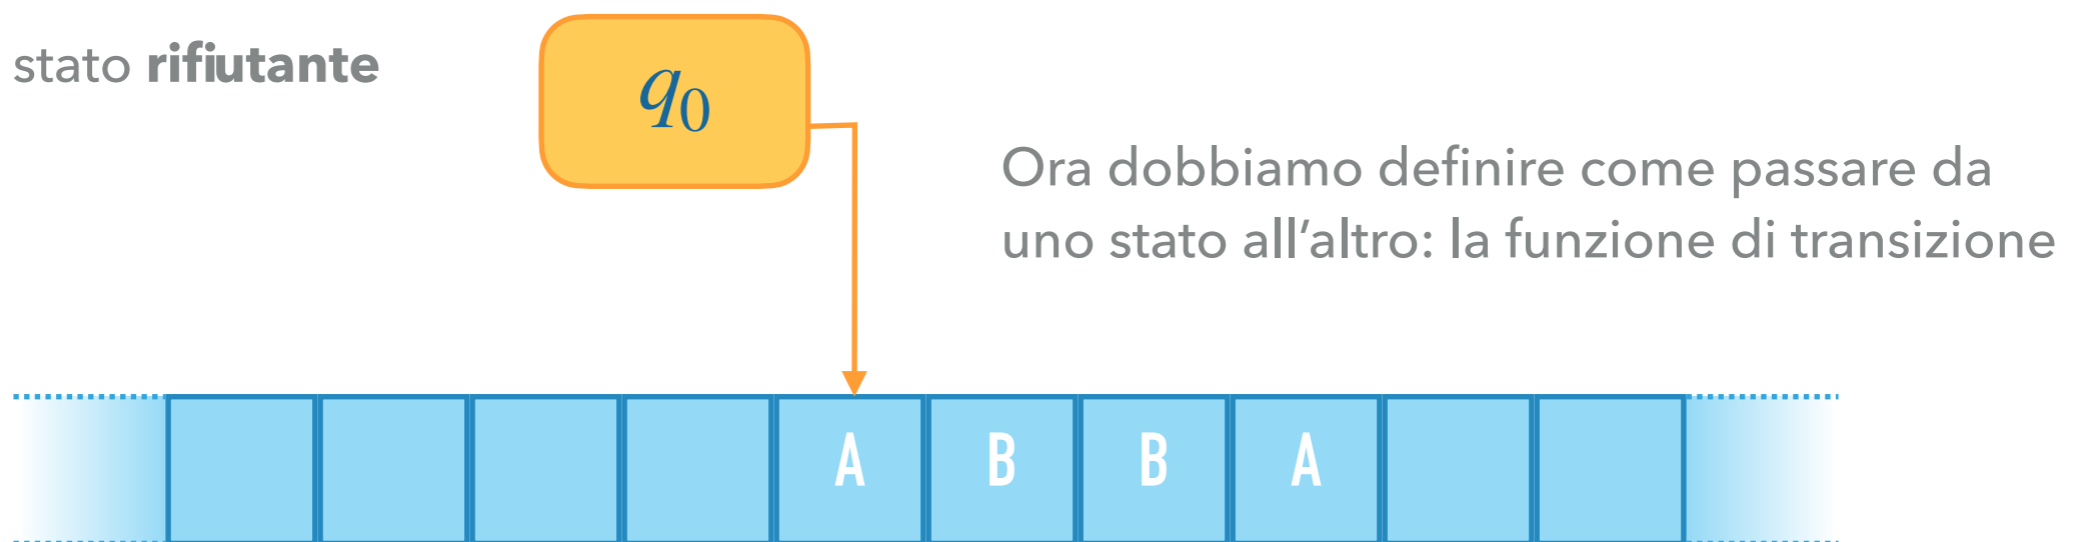 stato rifiutante
q₀
Ora dobbiamo definire come passare da
uno stato all’altro: la funzione di transizione
A B B A